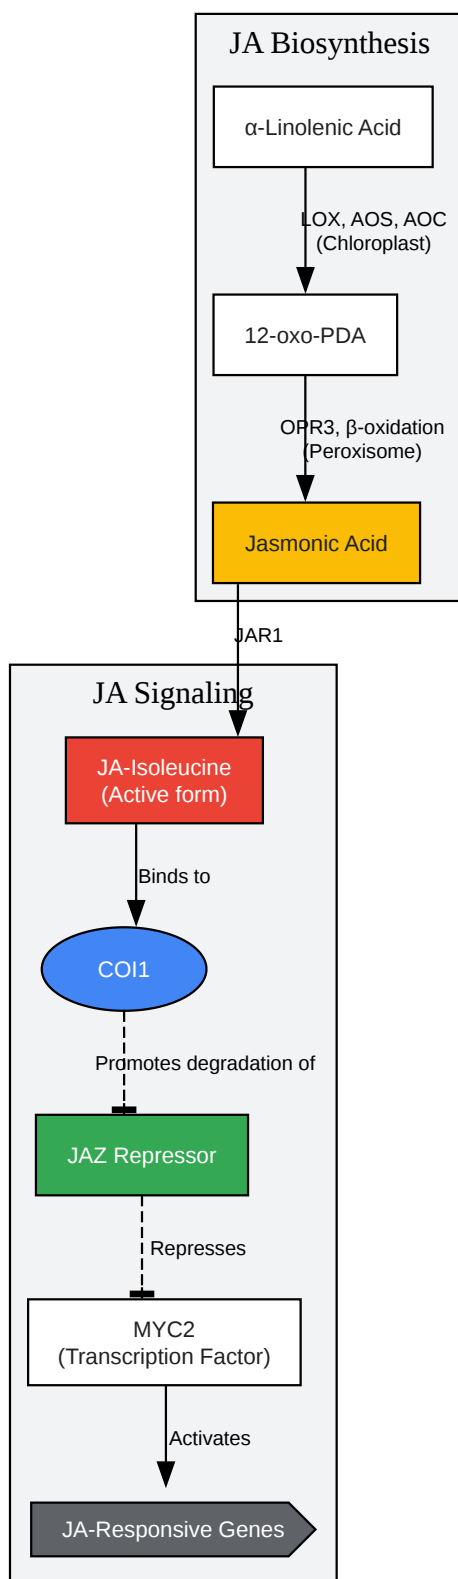 JA Biosynthesis
α-Linolenic Acid
LOX, AOS, AOC
(Chloroplast)
12-oxo-PDA
OPR3, β-oxidation
(Peroxisome)
Jasmonic Acid
JAR1
JA Signaling
JA-Isoleucine
(Active form)
Binds to
COI1
Promotes degradation of
JAZ Repressor
Represses
MYC2
(Transcription Factor)
Activates
JA-Responsive Genes